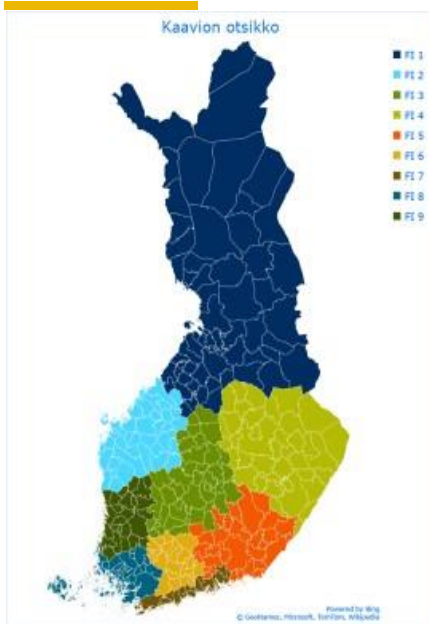 Kaavion otsikko
FI 1
FI 2
FI 3
FI 4
FI 5
FI 6
FI 7
FI 8
FI 9
Powered by Bing
© GeoNames, Microsoft, TomTom, Wikipedia